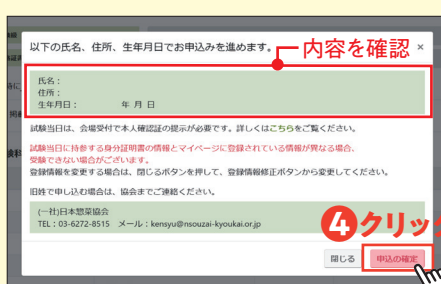 以下の氏名、住所、生年月日でお申込みを進めます。
内容を確認
×
氏名：
住所：
生年月日：　　　年 月 日
試験当日は、会場受付で本人確認証の提示が必要です。詳しくはこちらをご覧ください。
試験当日に持参する身分証明書の情報とマイページに登録されている情報が異なる場合、
受験できない場合がございます。
登録情報を変更する場合は、閉じるボタンを押して、登録情報修正ボタンから変更してください。
旧姓で申し込む場合は、協会までご連絡ください。
(一社)日本惣菜協会
TEL：03-6272-8515　メール：kensyu@nsouzai-kyoukai.or.jp
4クリック
閉じる
申込の確定